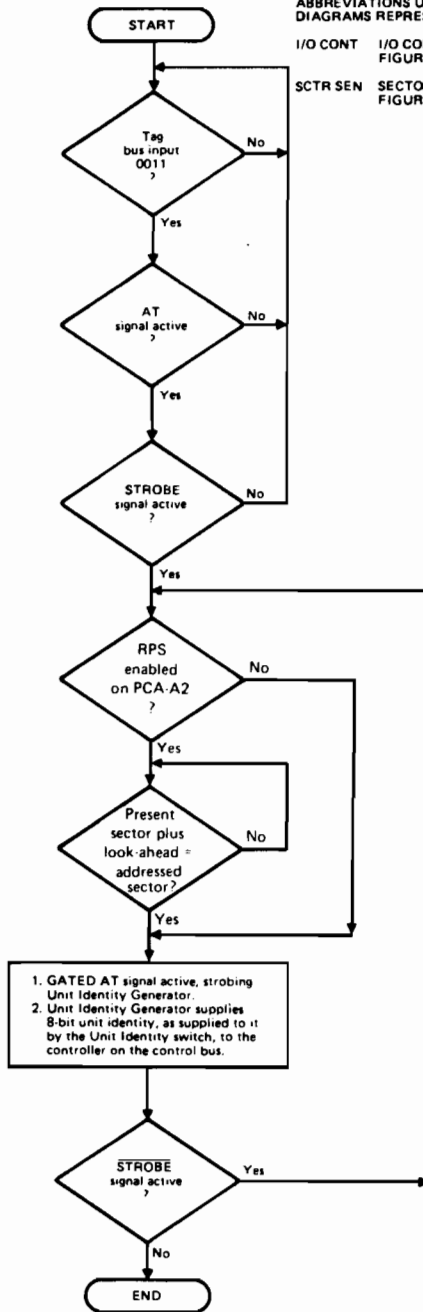 ABBREVIATIONS U
DIAGRAMS REPRES
I/O CONT I/O CO
FIGUR
SCTR SEN SECTO
FIGUR
START
Tag
bus input
0011
?
No
Yes
AT
signal active
?
No
Yes
STROBE
signal active
?
No
Yes
RPS
enabled
on PCA-A2
?
No
Yes
Present
sector plus
look-ahead =
addressed
sector?
No
Yes
1. GATED AT signal active, strobing
Unit Identity Generator.
2. Unit Identity Generator supplies
8-bit unit identity, as supplied to it
by the Unit Identity switch, to the
controller on the control bus.
STROBE
signal active
?
Yes
No
END